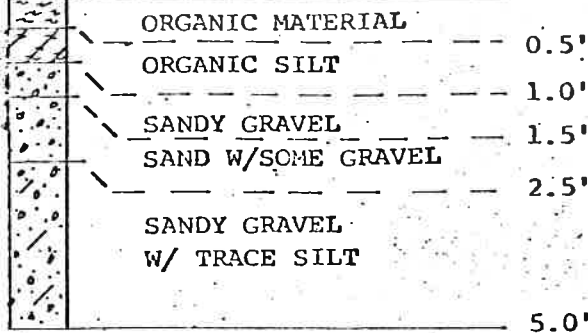 ORGANIC MATERIAL
0.5'
ORGANIC SILT
1.0'
SANDY GRAVEL
1.5'
SAND W/SOME GRAVEL
2.5'
SANDY GRAVEL
W/ TRACE SILT
5.0'